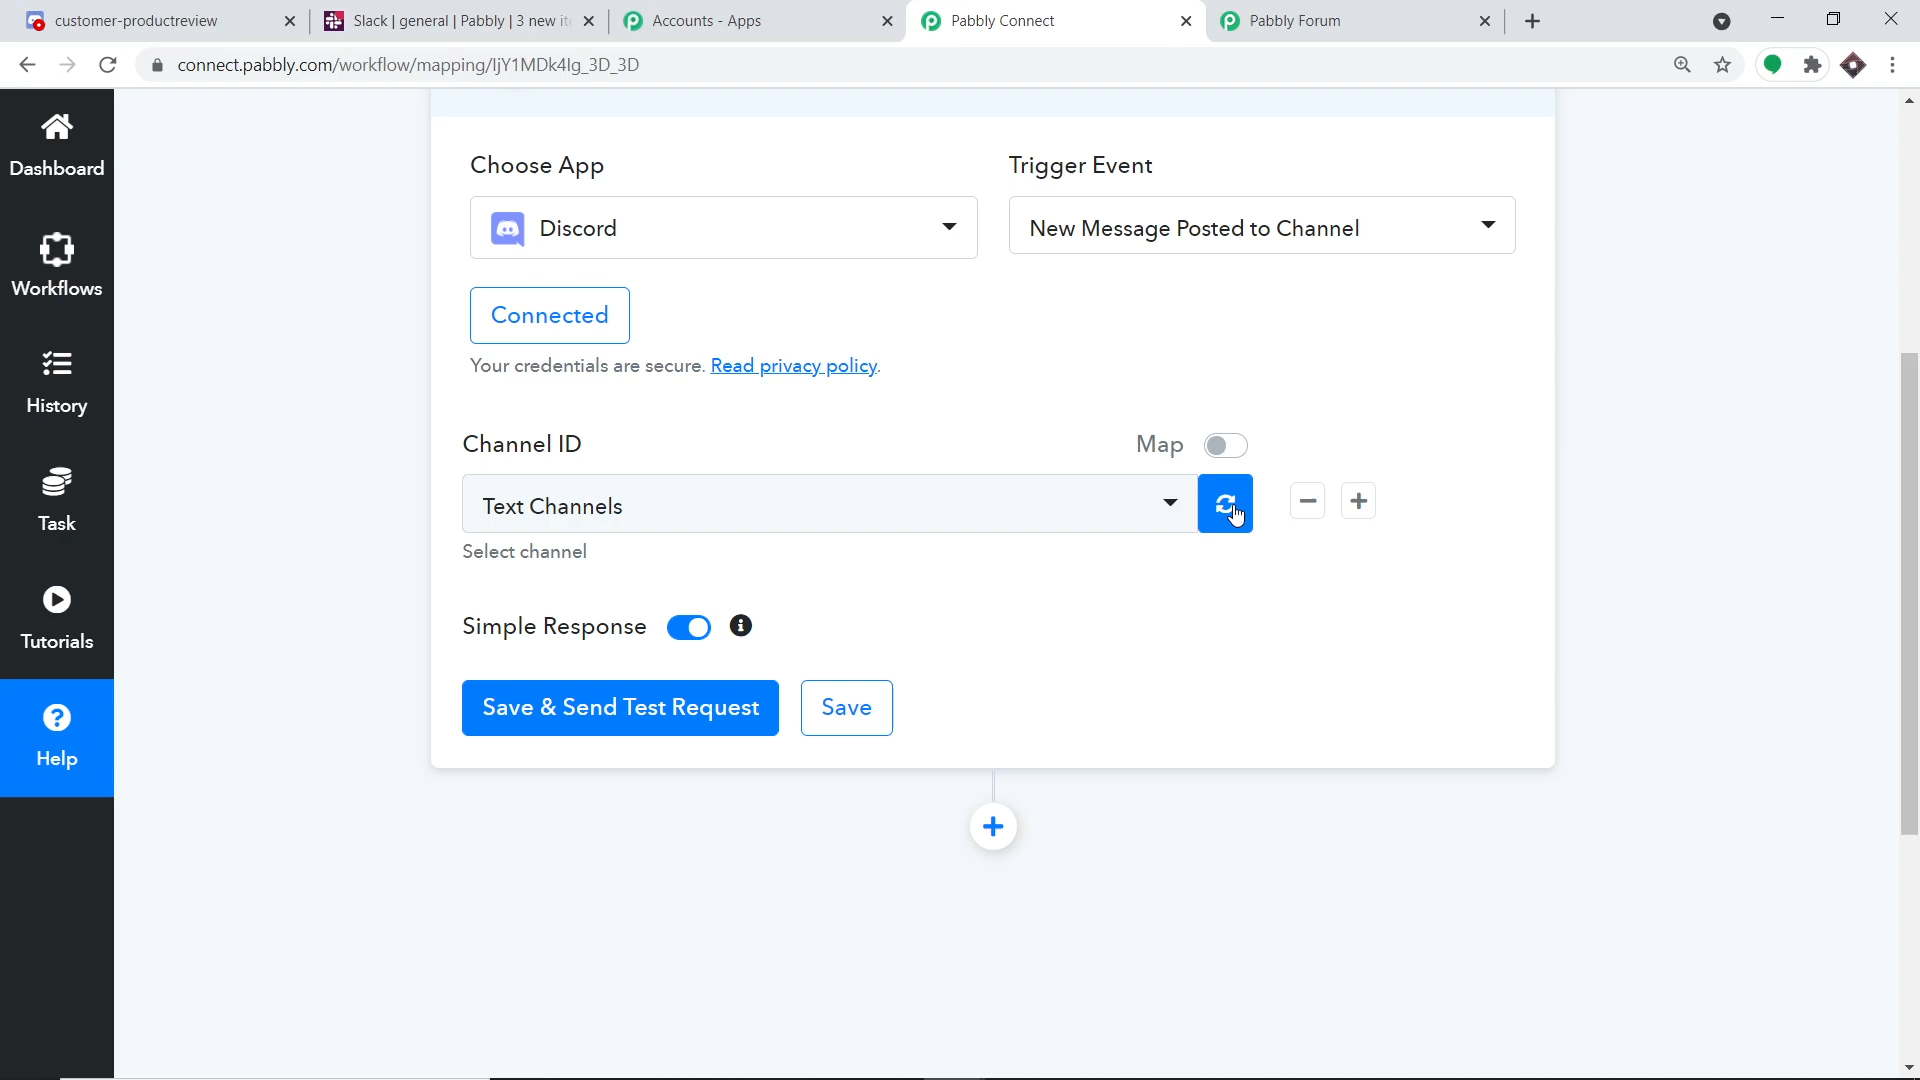 customer-productreview
Slack | general | Pabbly | 3 new it
Accounts - Apps
Pabbly Connect
Pabbly Forum
connect.pabbly.com/workflow/mapping/IjY1MDk4Ig_3D_3D
Dashboard
Workflows
History
Task
Tutorials
Help
Choose App
Trigger Event
Discord
New Message Posted to Channel
Connected
Your credentials are secure. Read privacy policy.
Channel ID
Map
Text Channels
Select channel
Simple Response
Save & Send Test Request
Save